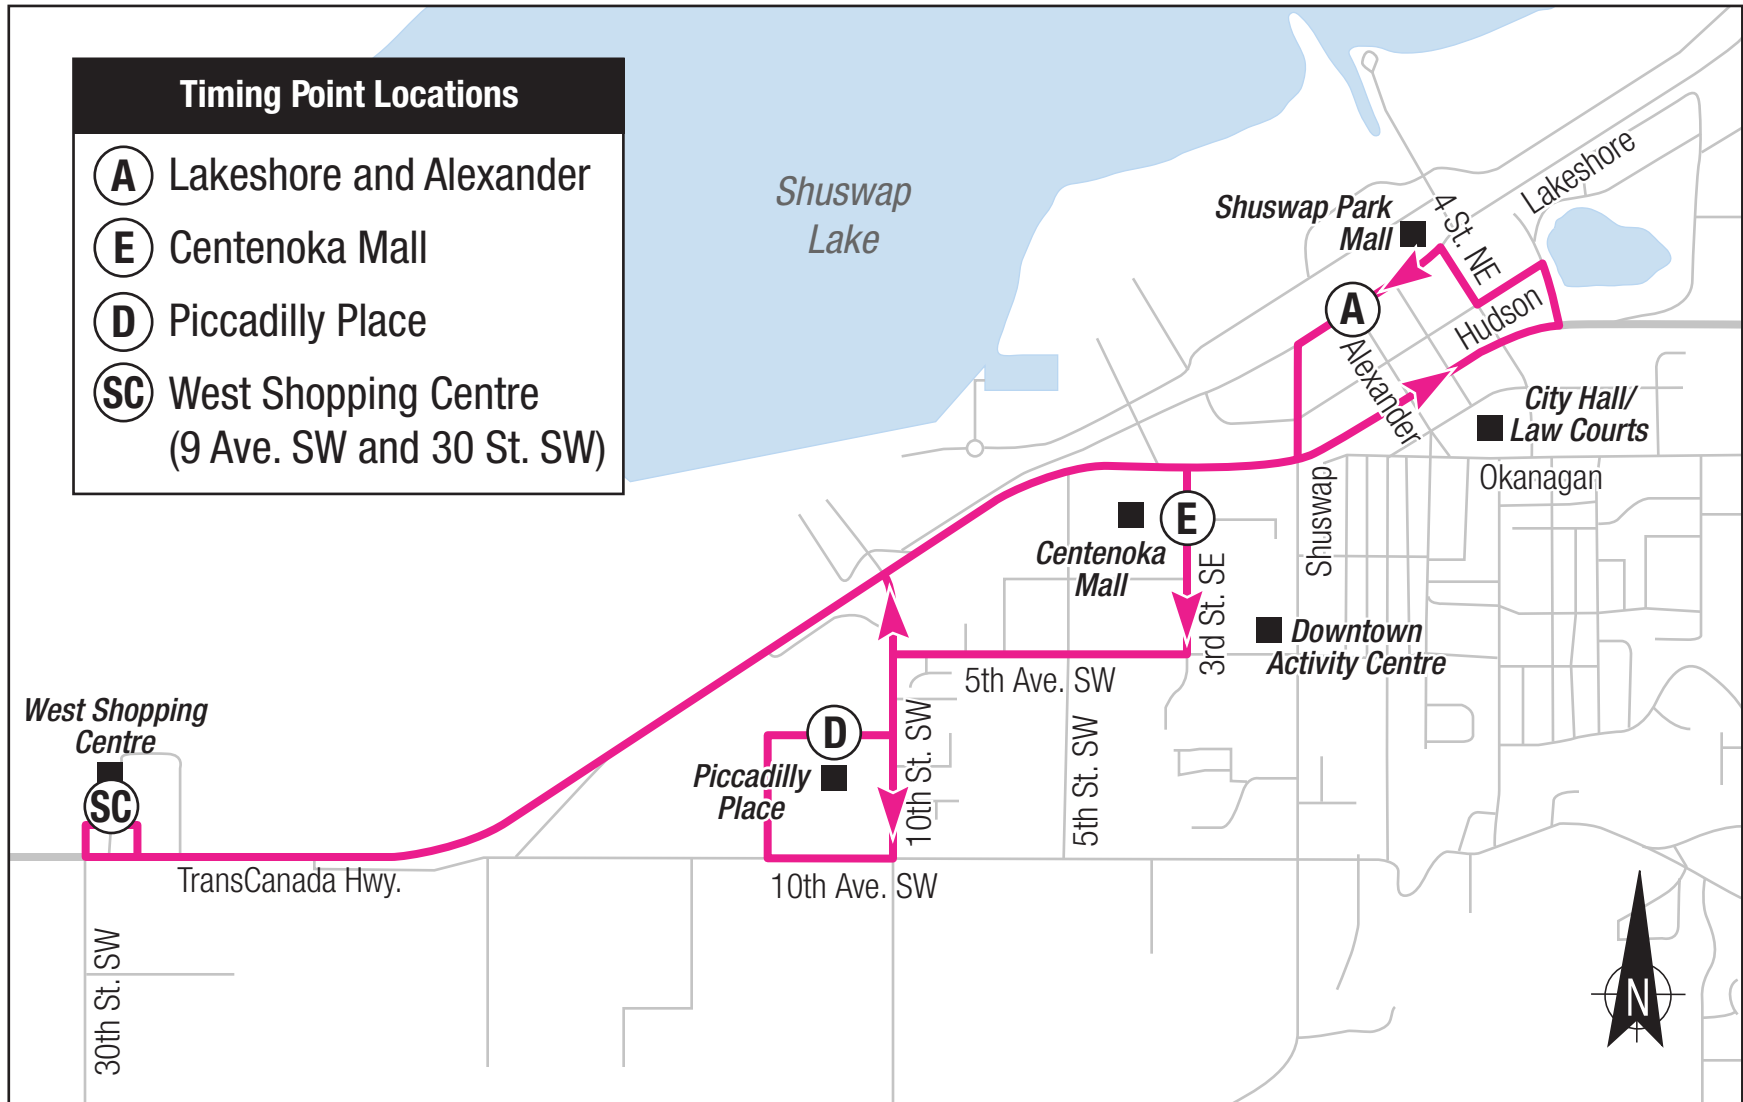 Timing Point Locations
A Lakeshore and Alexander
E Centenoka Mall
D Piccadilly Place
SC West Shopping Centre
(9 Ave. SW and 30 St. SW)
Shuswap
Lake
Shuswap Park
Mall
4 St. NE
Lakeshore
A
Hudson
Alexander
City Hall/
Law Courts
Okanagan
Shuswap
E
Centenoka
Mall
3rd St. SE
Downtown
Activity Centre
5th Ave. SW
West Shopping
Centre
SC
D
Piccadilly
Place
10th St. SW
5th St. SW
TransCanada Hwy.
10th Ave. SW
30th St. SW
N